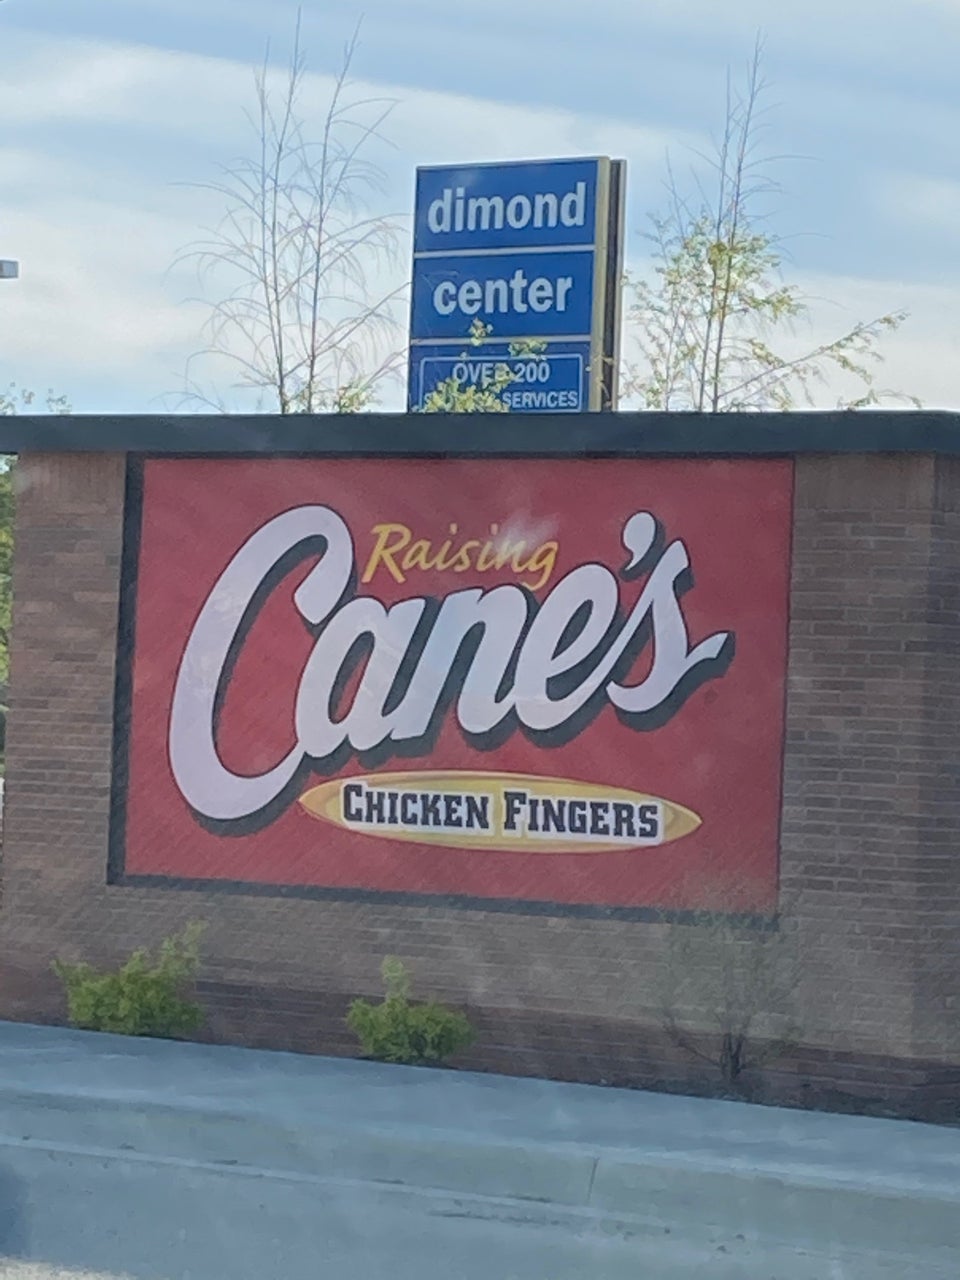 dimond
center
OVER 200
SERVICES
Raising
Cane's
CHICKEN FINGERS